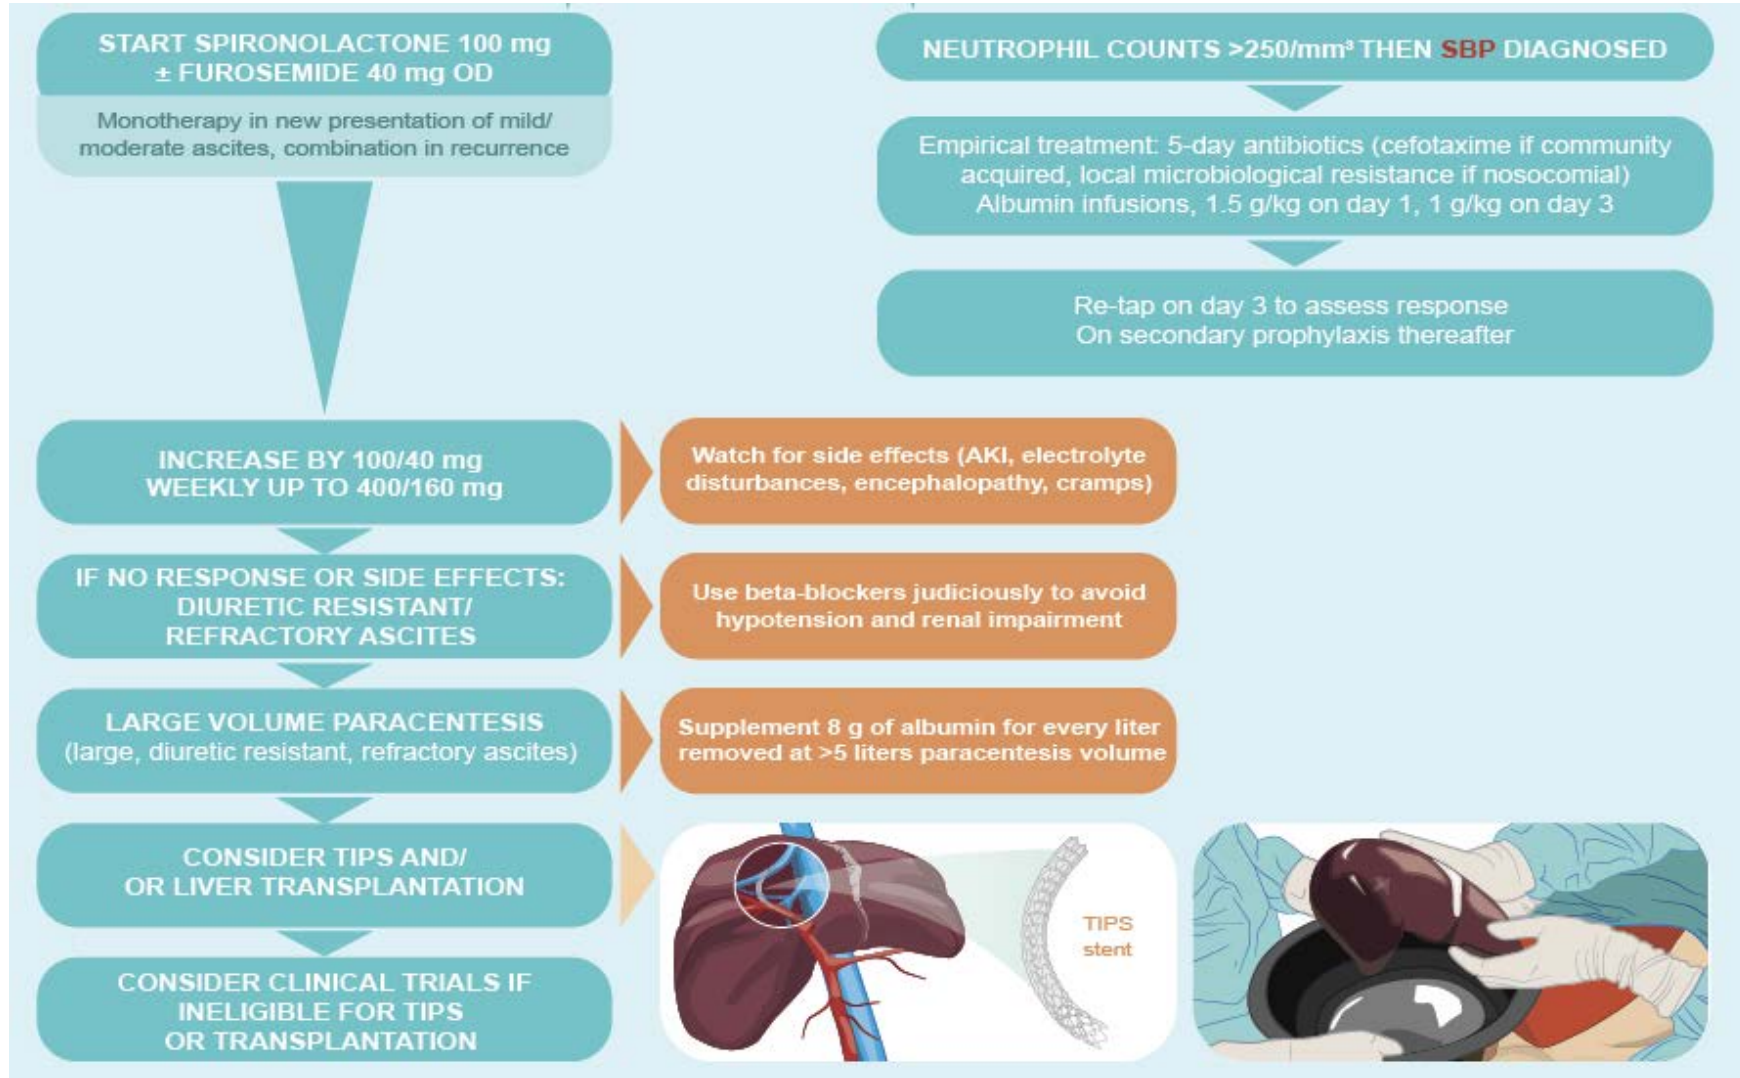 START SPIRONOLACTONE 100 mg
± FUROSEMIDE 40 mg OD
Monotherapy in new presentation of mild/
moderate ascites, combination in recurrence
NEUTROPHIL COUNTS >250/mm³ THEN SBP DIAGNOSED
Empirical treatment: 5-day antibiotics (cefotaxime if community
acquired, local microbiological resistance if nosocomial)
Albumin infusions, 1.5 g/kg on day 1, 1 g/kg on day 3
Re-tap on day 3 to assess response
On secondary prophylaxis thereafter
INCREASE BY 100/40 mg
WEEKLY UP TO 400/160 mg
Watch for side effects (AKI, electrolyte
disturbances, encephalopathy, cramps)
IF NO RESPONSE OR SIDE EFFECTS:
DIURETIC RESISTANT/
REFRACTORY ASCITES
Use beta-blockers judiciously to avoid
hypotension and renal impairment
LARGE VOLUME PARACENTESIS
(large, diuretic resistant, refractory ascites)
Supplement 8 g of albumin for every liter
removed at >5 liters paracentesis volume
CONSIDER TIPS AND/
OR LIVER TRANSPLANTATION
TIPS
stent
CONSIDER CLINICAL TRIALS IF
INELIGIBLE FOR TIPS
OR TRANSPLANTATION